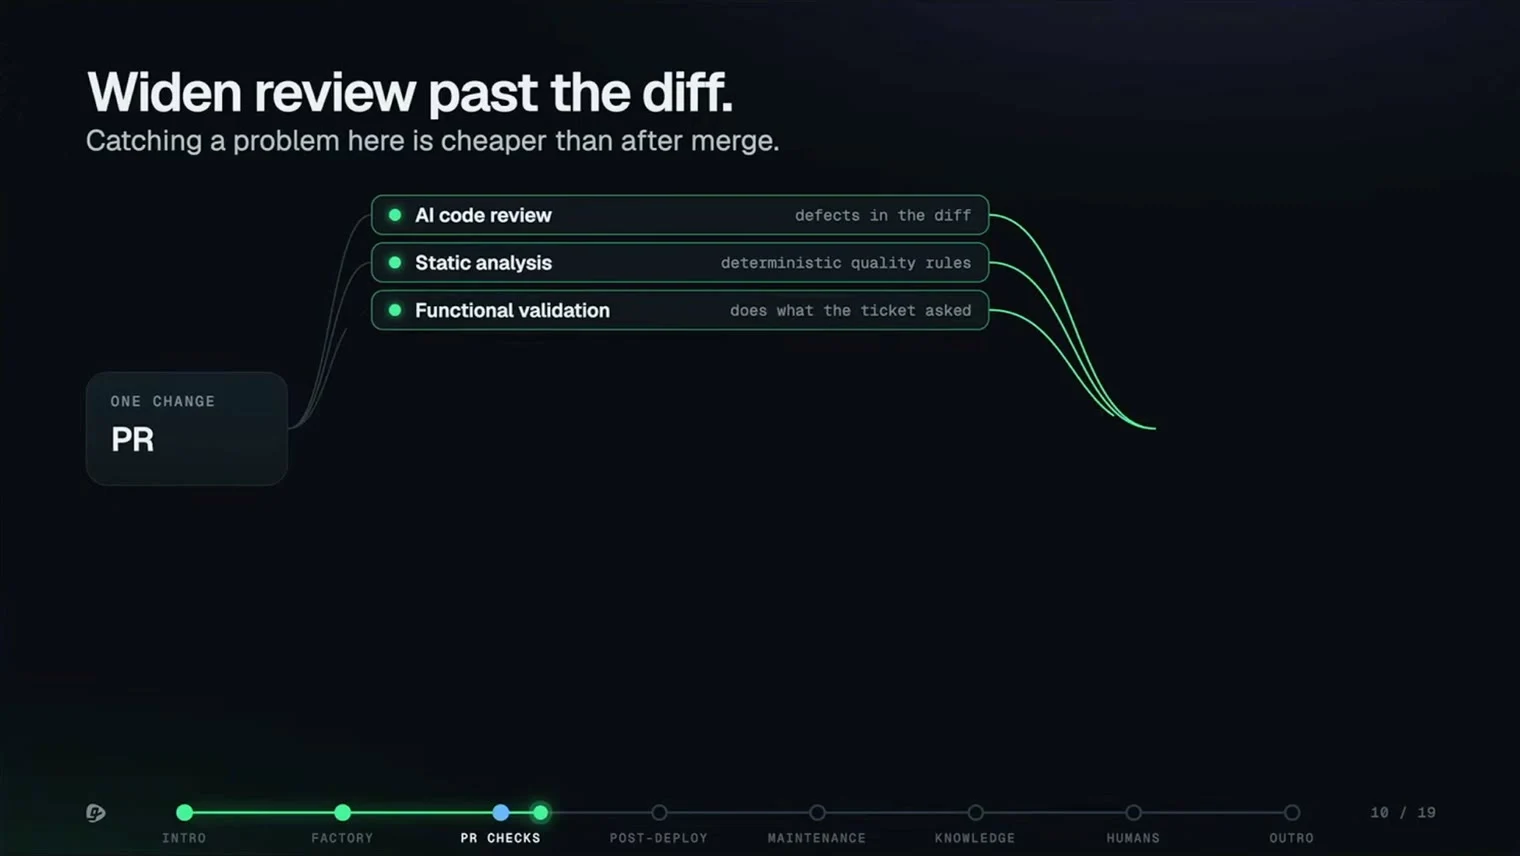 Widen review past the diff.
Catching a problem here is cheaper than after merge.
AI code review defects in the diff
Static analysis deterministic quality rules
Functional validation does what the ticket asked
ONE CHANGE
PR
INTRO FACTORY PR CHECKS POST-DEPLOY MAINTENANCE KNOWLEDGE HUMANS OUTRO
10 / 19